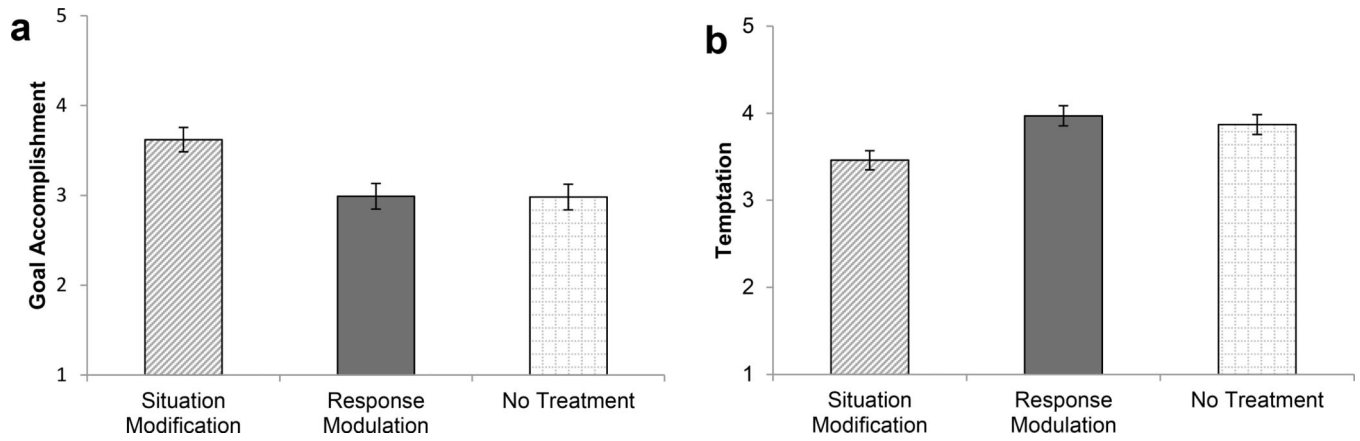 a
Goal Accomplishment
5
4
3
2
1
Situation
Modification
Response
Modulation
No Treatment
b
Temptation
5
4
3
2
1
Situation
Modification
Response
Modulation
No Treatment